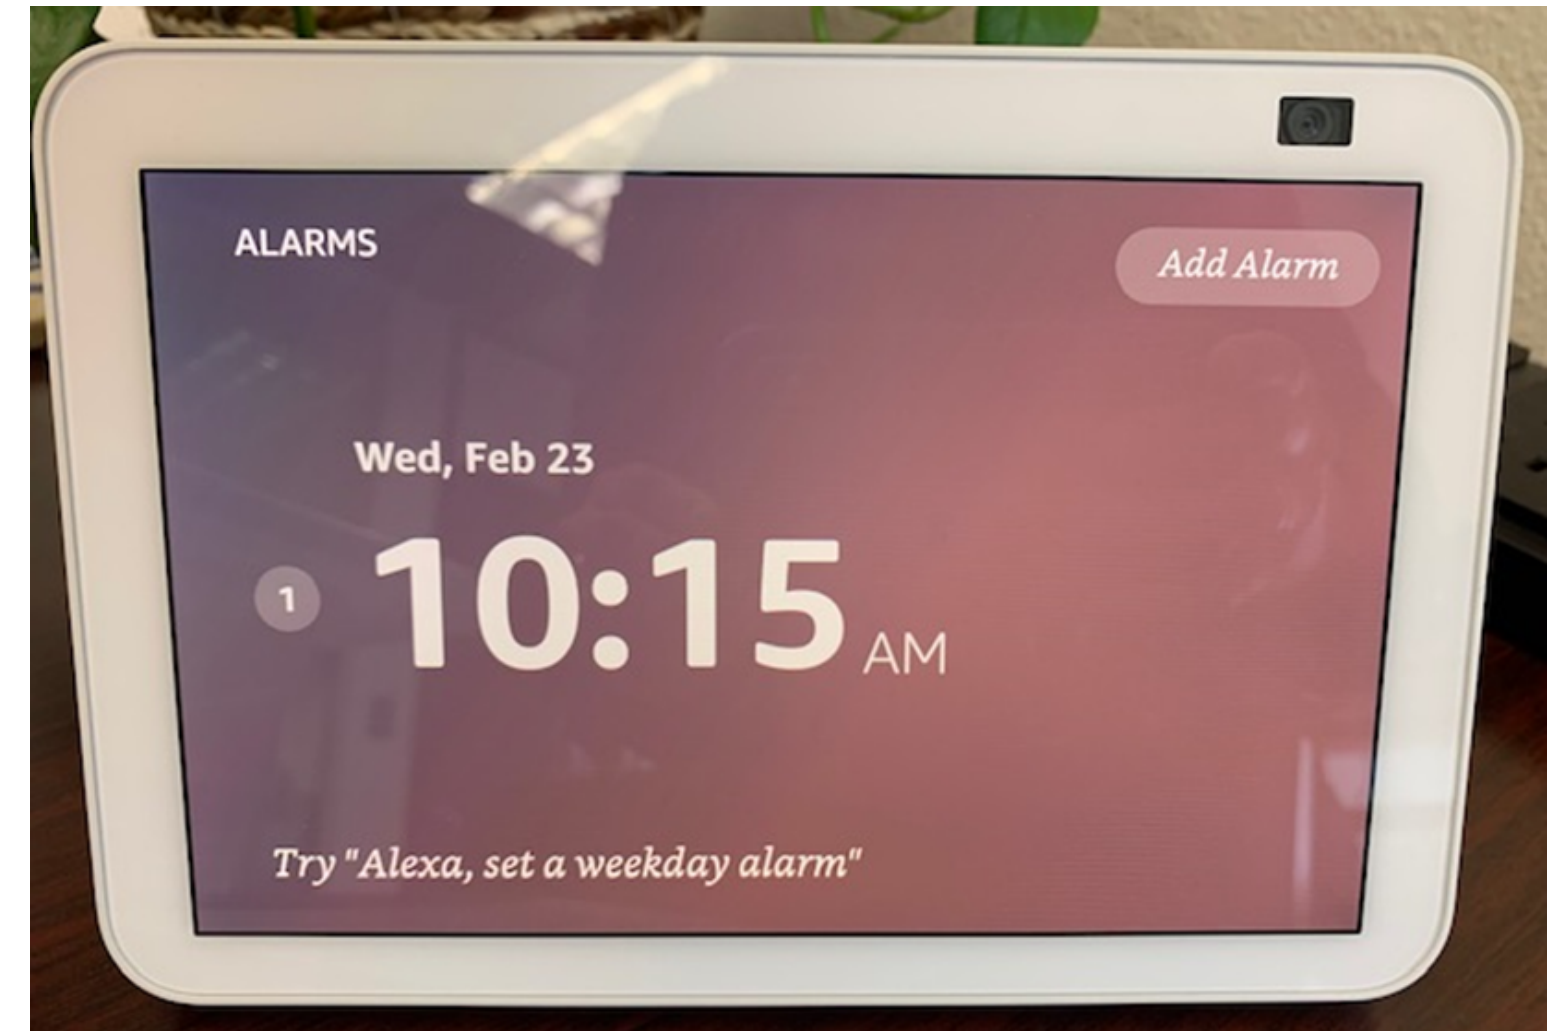 ALARMS
Add Alarm
Wed, Feb 23
1 10:15 AM
Try "Alexa, set a weekday alarm"